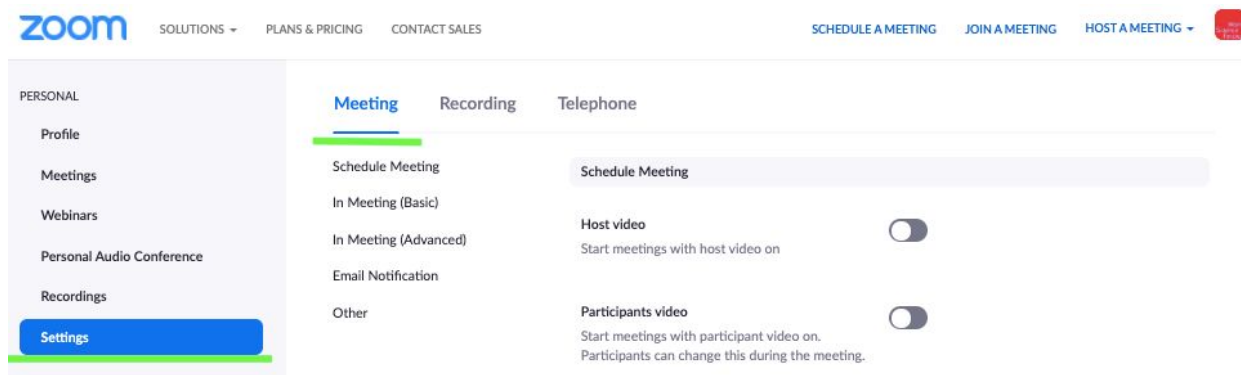 zoom SOLUTIONS PLANS & PRICING CONTACT SALES SCHEDULE A MEETING JOIN A MEETING HOST A MEETING
PERSONAL
Profile
Meetings
Webinars
Personal Audio Conference
Recordings
Settings
Meeting Recording Telephone
Schedule Meeting
In Meeting (Basic)
In Meeting (Advanced)
Email Notification
Other
Schedule Meeting
Host video
Start meetings with host video on
Participants video
Start meetings with participant video on.
Participants can change this during the meeting.